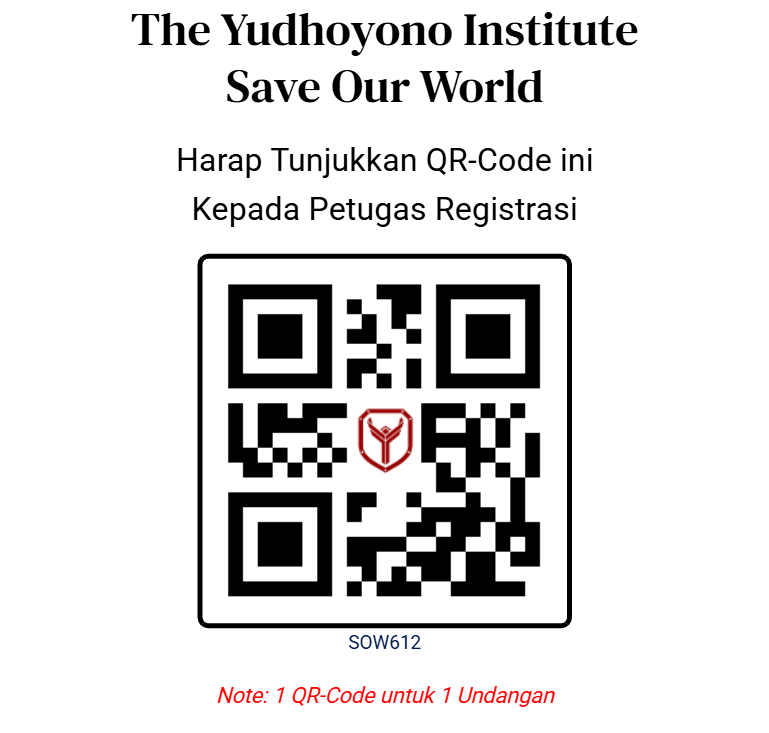 The Yudhoyono Institute
Save Our World
Harap Tunjukkan QR-Code ini
Kepada Petugas Registrasi
SOW612
Note: 1 QR-Code untuk 1 Undangan